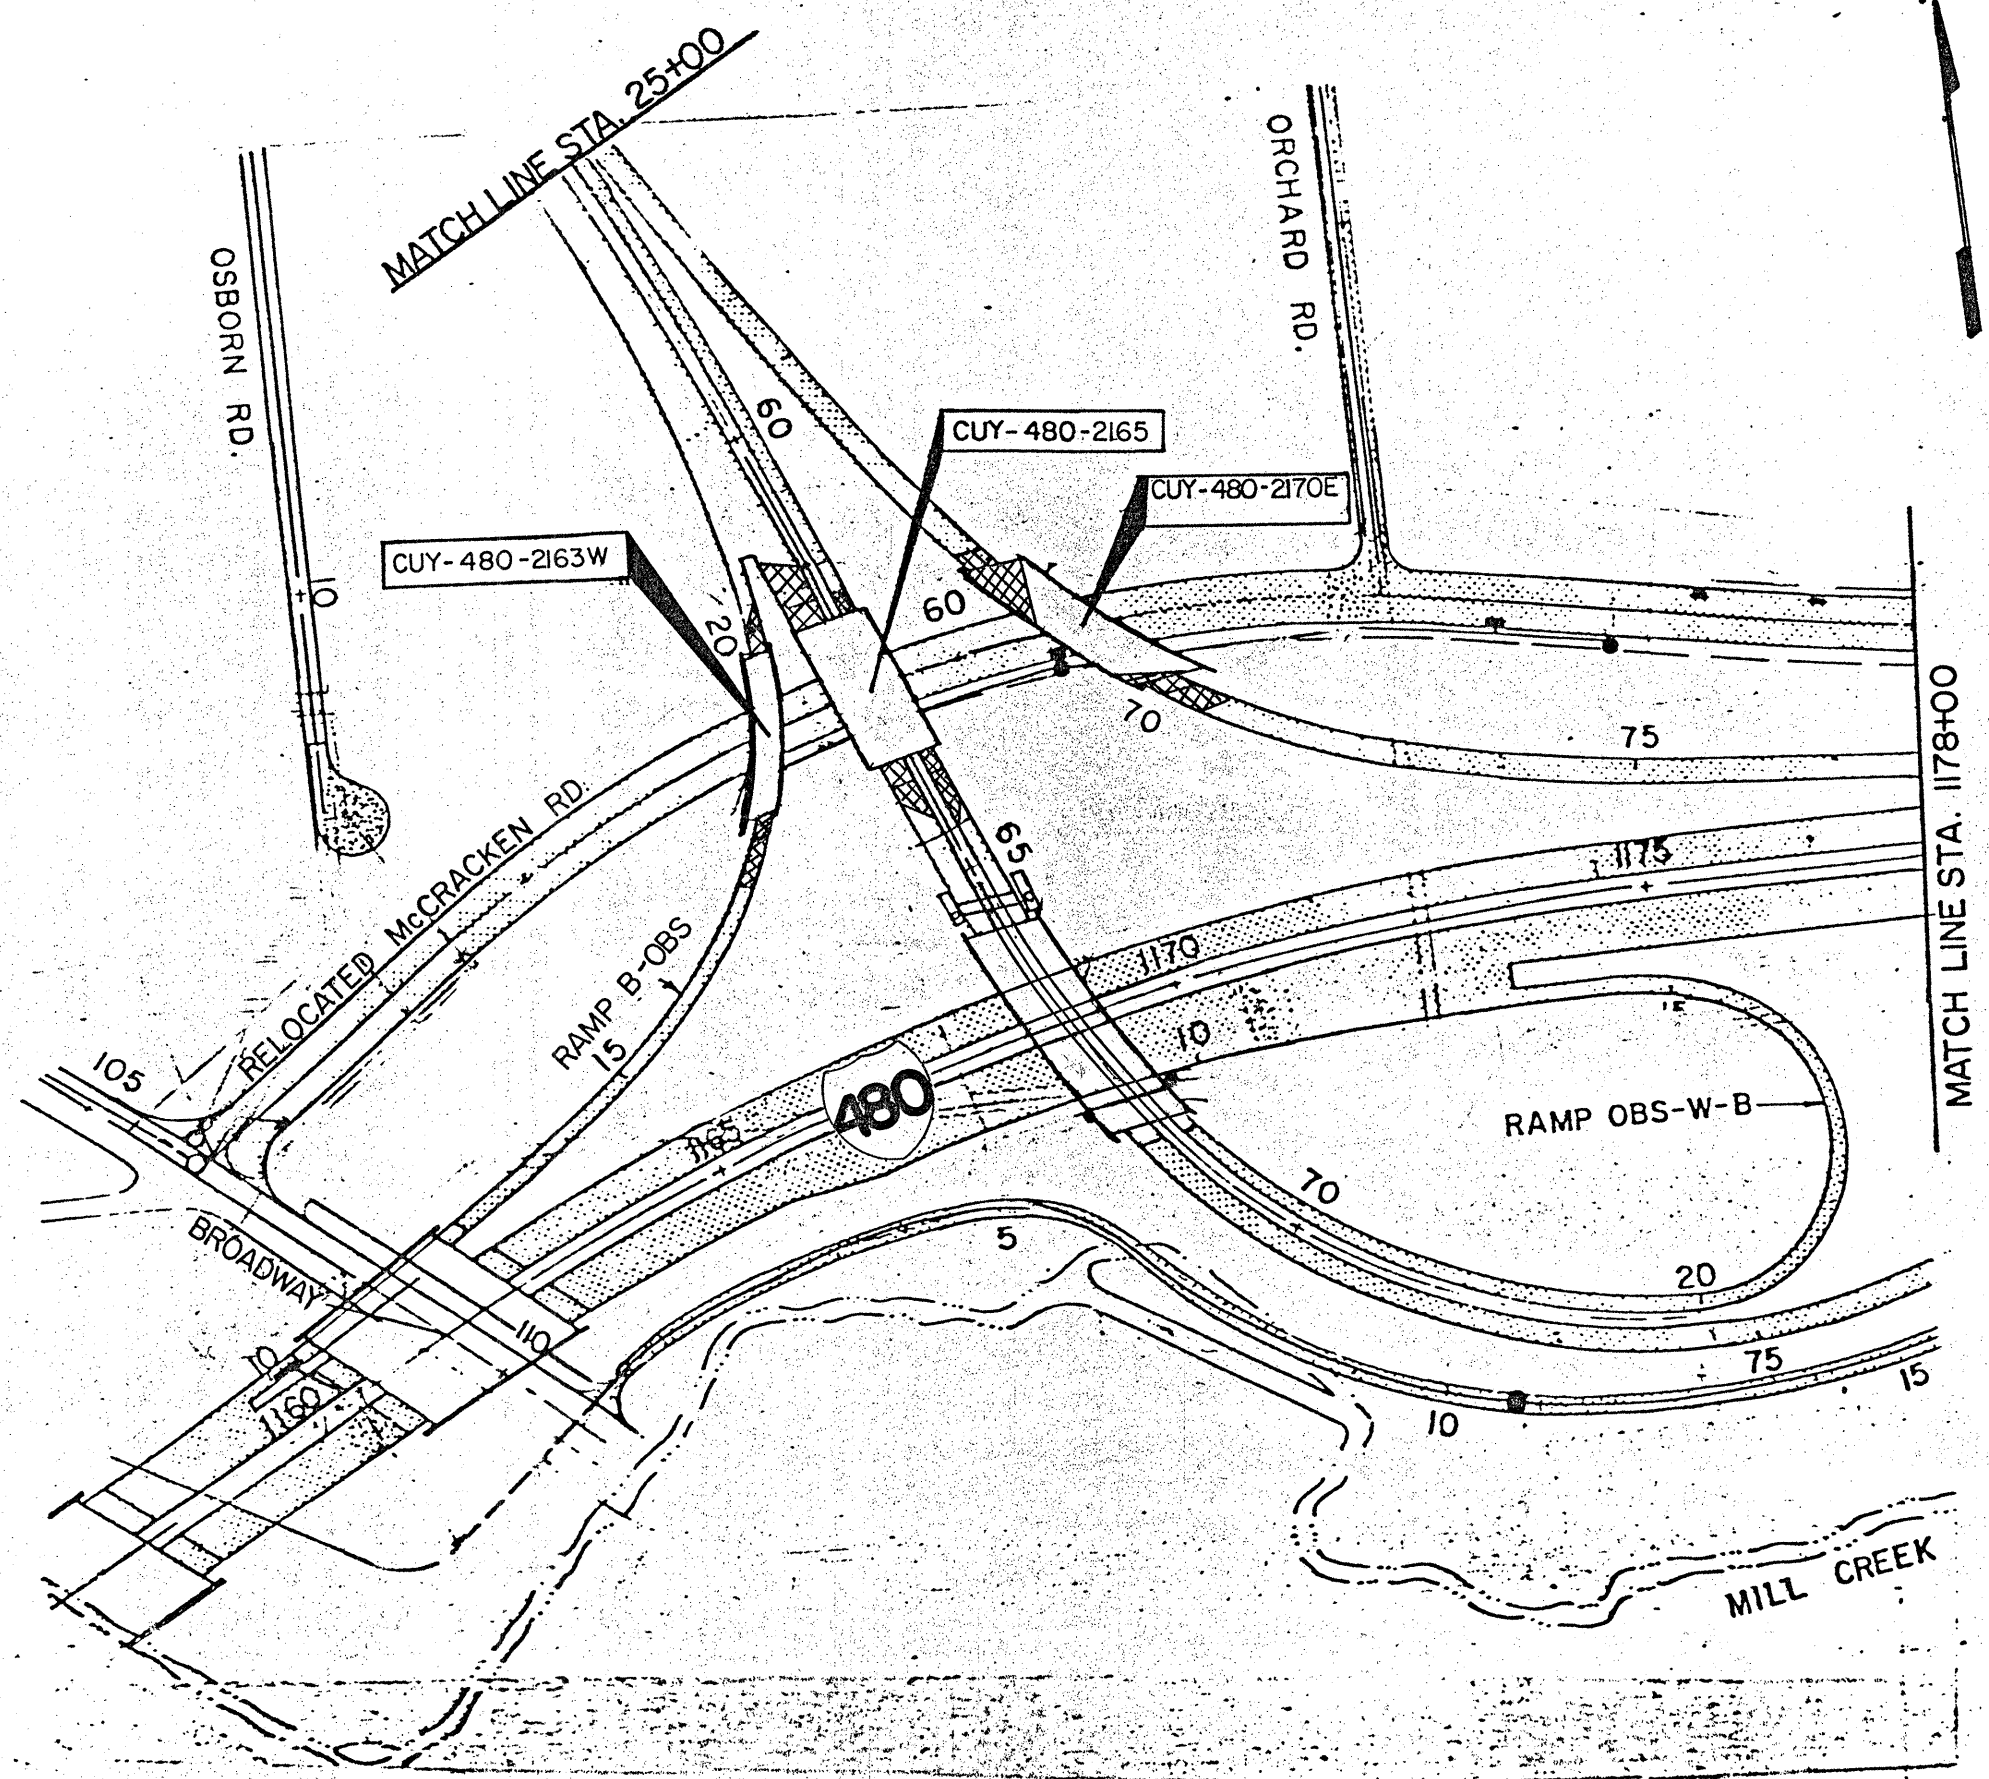 MATCH LINE STA. 25+00
ORCHARD RD.
OSBORN RD.
60
CUY-480-2165
CUY-480-2170E
CUY-480-2163W
10
20
60
70
75
MATCH LINE STA. 1178+00
RELOCATED McCRACKEN RD.
65
1175
1170
RAMP B-OBS
15
10
105
480
1165
RAMP OBS-W-B
15
70
BROADWAY
5
20
110
10
75
15
1160
10
MILL CREEK